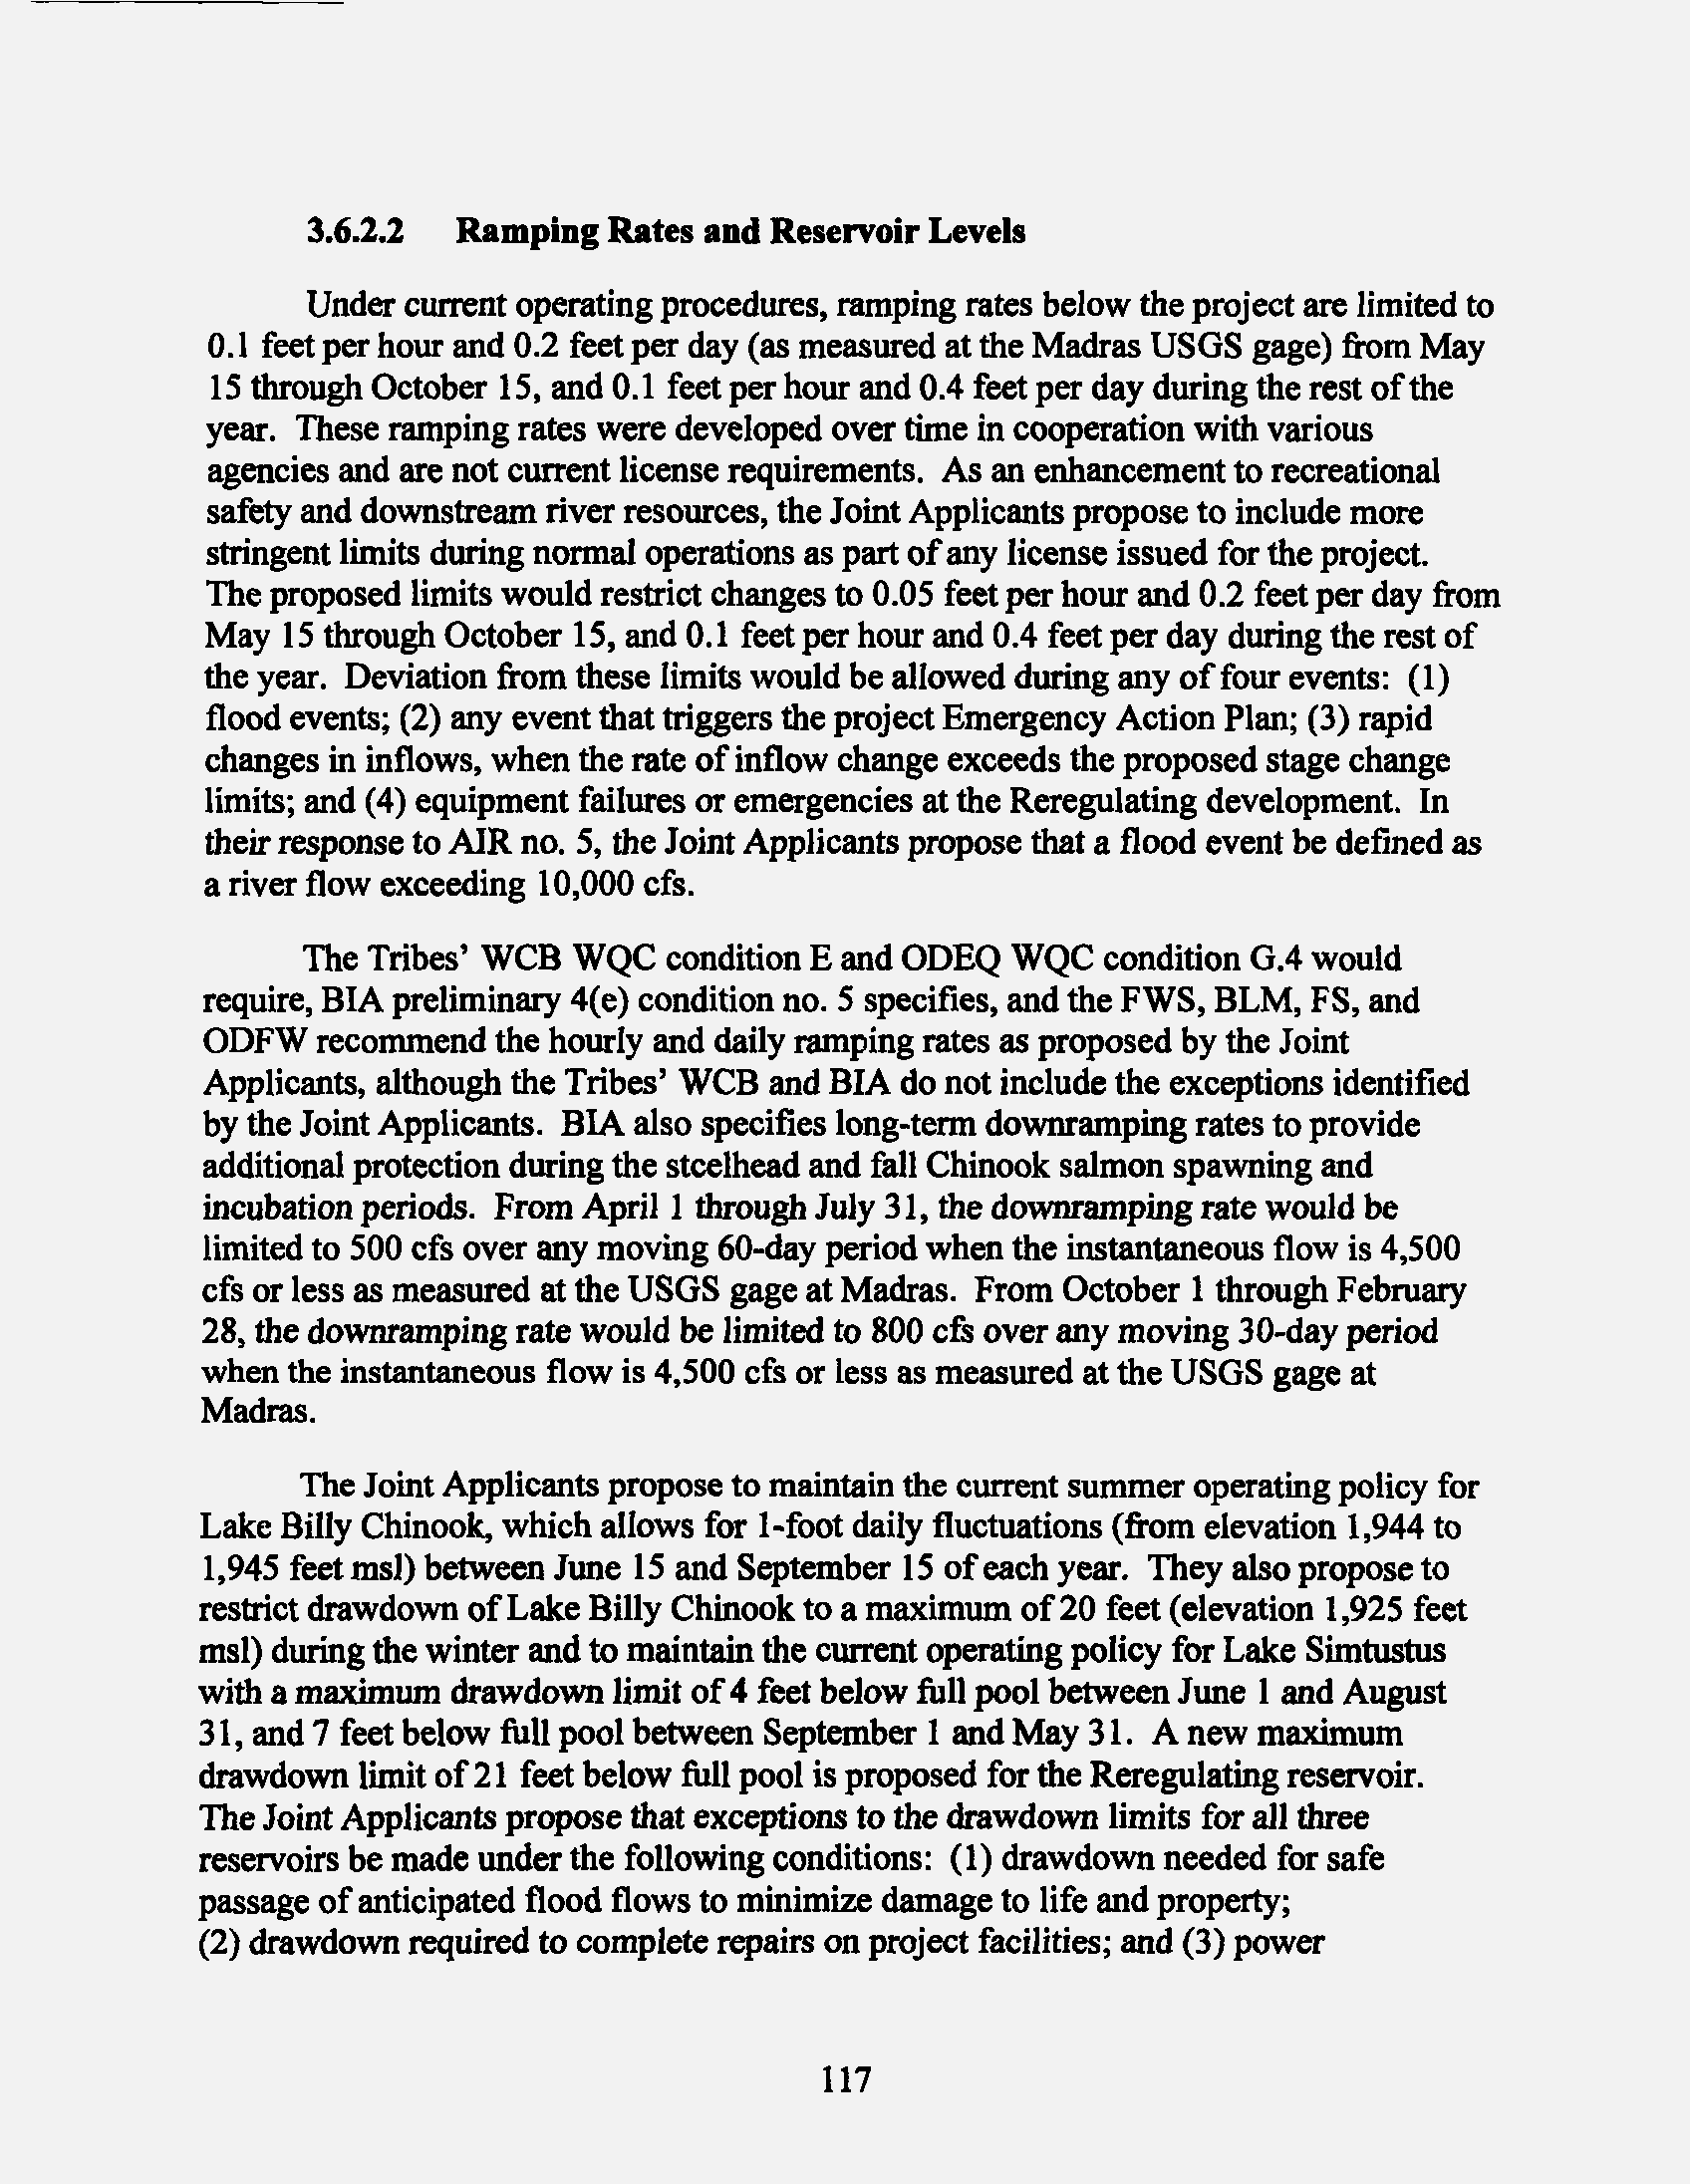 3.6.2.2 Ramping Rates and Reservoir Levels
Under current operating procedures, ramping rates below the project are limited to
0.1 feet per hour and 0.2 feet per day (as measured at the Madras USGS gage) from May
15 through October 15, and 0.1 feet per hour and 0.4 feet per day during the rest of the
year. These ramping rates were developed over time in cooperation with various
agencies and are not current license requirements. As an enhancement to recreational
safety and downstream river resources, the Joint Applicants propose to include more
stringent limits during normal operations as part of any license issued for the project.
The proposed limits would restrict changes to 0.05 feet per hour and 0.2 feet per day from
May 15 through October 15, and 0.1 feet per hour and 0.4 feet per day during the rest of
the year. Deviation from these limits would be allowed during any of four events: (1)
flood events; (2) any event that triggers the project Emergency Action Plan; (3) rapid
changes in inflows, when the rate of inflow change exceeds the proposed stage change
limits; and (4) equipment failures or emergencies at the Reregulating development. In
their response to AIR no. 5, the Joint Applicants propose that a flood event be defined as
a river flow exceeding 10,000 cfs.
The Tribes' WCB WQC condition E and ODEQ WQC condition G.4 would
require, BIA preliminary 4(e) condition no. 5 specifies, and the FWS, BLM, FS, and
ODFW recommend the hourly and daily ramping rates as proposed by the Joint
Applicants, although the Tribes' WCB and BIA do not include the exceptions identified
by the Joint Applicants. BIA also specifies long-term downramping rates to provide
additional protection during the steelhead and fall Chinook salmon spawning and
incubation periods. From April 1 through July 31, the downramping rate would be
limited to 500 cfs over any moving 60-day period when the instantaneous flow is 4,500
cfs or less as measured at the USGS gage at Madras. From October 1 through February
28, the downramping rate would be limited to 800 cfs over any moving 30-day period
when the instantaneous flow is 4,500 cfs or less as measured at the USGS gage at
Madras.
The Joint Applicants propose to maintain the current summer operating policy for
Lake Billy Chinook, which allows for 1-foot daily fluctuations (from elevation 1,944 to
1,945 feet msl) between June 15 and September 15 of each year. They also propose to
restrict drawdown of Lake Billy Chinook to a maximum of 20 feet (elevation 1,925 feet
msl) during the winter and to maintain the current operating policy for Lake Simtustus
with a maximum drawdown limit of 4 feet below full pool between June 1 and August
31, and 7 feet below full pool between September 1 and May 31. A new maximum
drawdown limit of 21 feet below full pool is proposed for the Reregulating reservoir.
The Joint Applicants propose that exceptions to the drawdown limits for all three
reservoirs be made under the following conditions: (1) drawdown needed for safe
passage of anticipated flood flows to minimize damage to life and property;
(2) drawdown required to complete repairs on project facilities; and (3) power
117